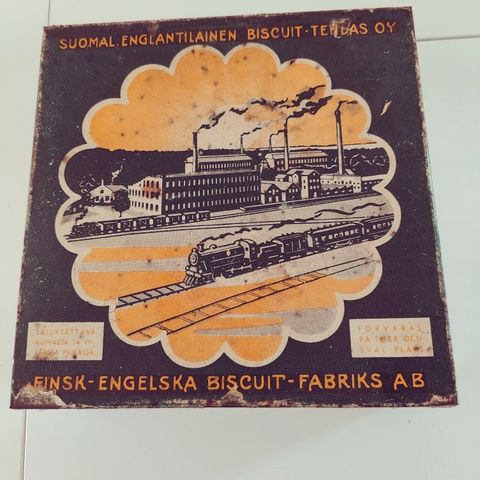 SUOMAL. ENGLANTILAINEN BISCUIT-TEHDAS OY
SÄILYTETTÄVÄ
KUIVASSA JA VII-
LEÄSSÄ PAIKASSA
FÖRVARAS
PÅ TORR OCH
SVAL PLATS
FINSK-ENGELSKA BISCUIT-FABRIKS A.B